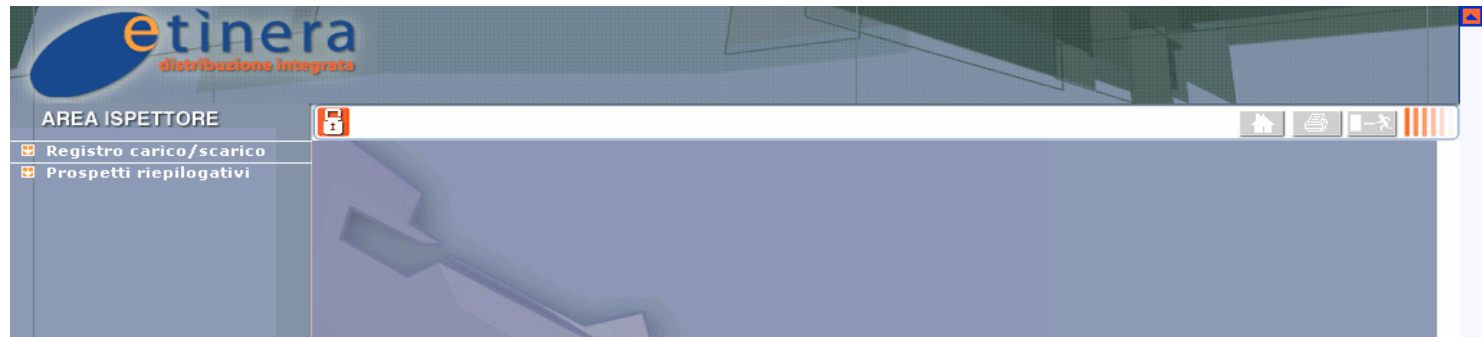 etìnera
distribuzione integrata
AREA ISPETTORE
Registro carico/scarico
Prospetti riepilogativi